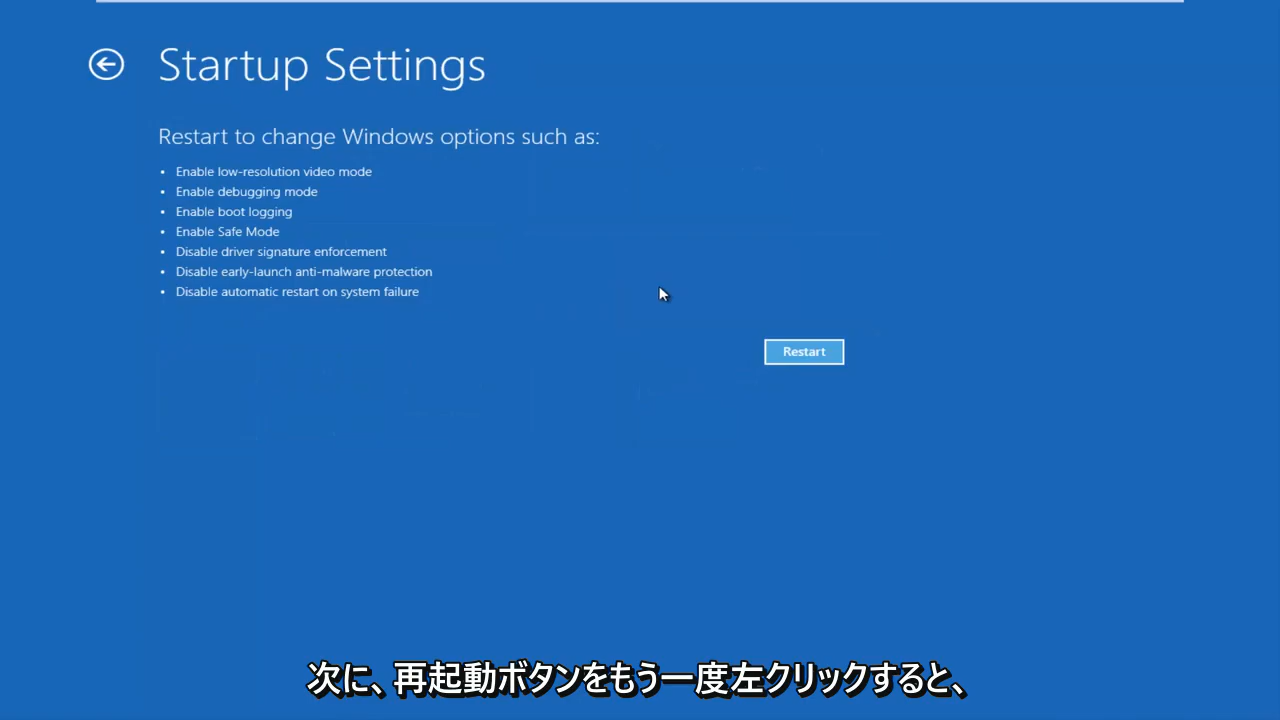 Startup Settings
Restart to change Windows options such as:
• Enable low-resolution video mode
• Enable debugging mode
• Enable boot logging
• Enable Safe Mode
• Disable driver signature enforcement
• Disable early-launch anti-malware protection
• Disable automatic restart on system failure
Restart
次に、再起動ボタンをもう一度左クリックすると、